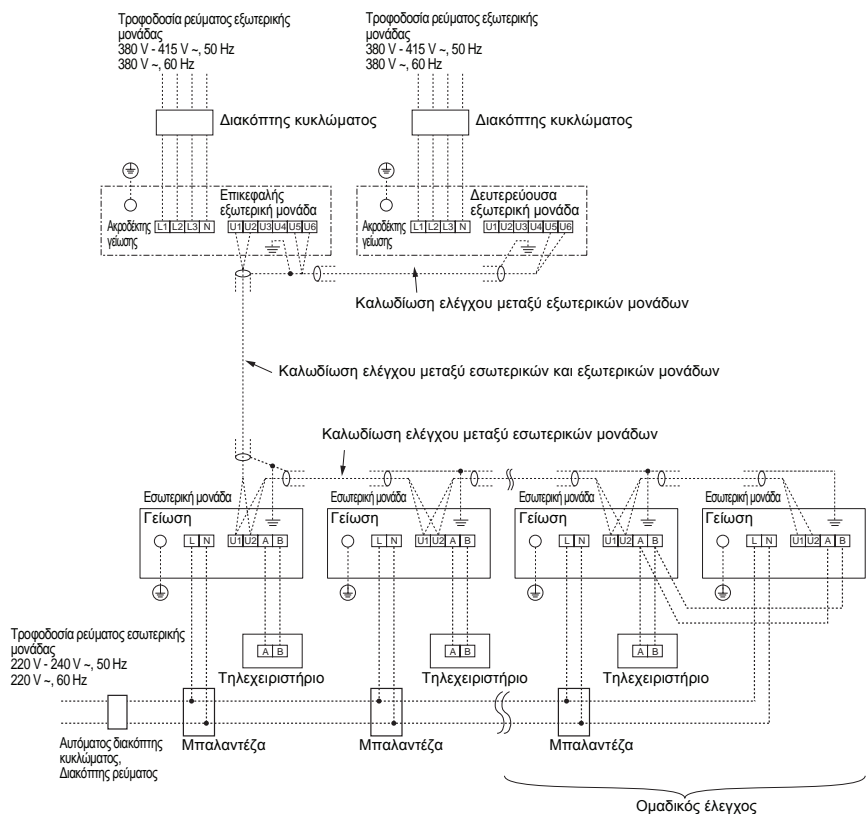 Τροφοδοσία ρεύματος εξωτερικής
μονάδας
380 V - 415 V ~, 50 Hz
380 V ~, 60 Hz
Τροφοδοσία ρεύματος εξωτερικής
μονάδας
380 V - 415 V ~, 50 Hz
380 V ~, 60 Hz
Διακόπτης κυκλώματος
Διακόπτης κυκλώματος
Επικεφαλής
εξωτερική μονάδα
Ακροδέκτης
γείωσης
L1 L2 L3 N
U1 U2 U3 U4 U5 U6
Δευτερεύουσα
εξωτερική μονάδα
Ακροδέκτης
γείωσης
L1 L2 L3 N
U1 U2 U3 U4 U5 U6
Καλωδίωση ελέγχου μεταξύ εξωτερικών μονάδων
Καλωδίωση ελέγχου μεταξύ εσωτερικών και εξωτερικών μονάδων
Καλωδίωση ελέγχου μεταξύ εσωτερικών μονάδων
Εσωτερική μονάδα
Γείωση
L N
U1 U2 A B
Εσωτερική μονάδα
Γείωση
L N
U1 U2 A B
Εσωτερική μονάδα
Γείωση
L N
U1 U2 A B
Εσωτερική μονάδα
Γείωση
L N
U1 U2 A B
Τροφοδοσία ρεύματος εσωτερικής
μονάδας
220 V - 240 V ~, 50 Hz
220 V ~, 60 Hz
A B
Τηλεχειριστήριο
A B
Τηλεχειριστήριο
A B
Τηλεχειριστήριο
Αυτόματος διακόπτης
κυκλώματος,
Διακόπτης ρεύματος
Μπαλαντέζα
Μπαλαντέζα
Μπαλαντέζα
Ομαδικός έλεγχος